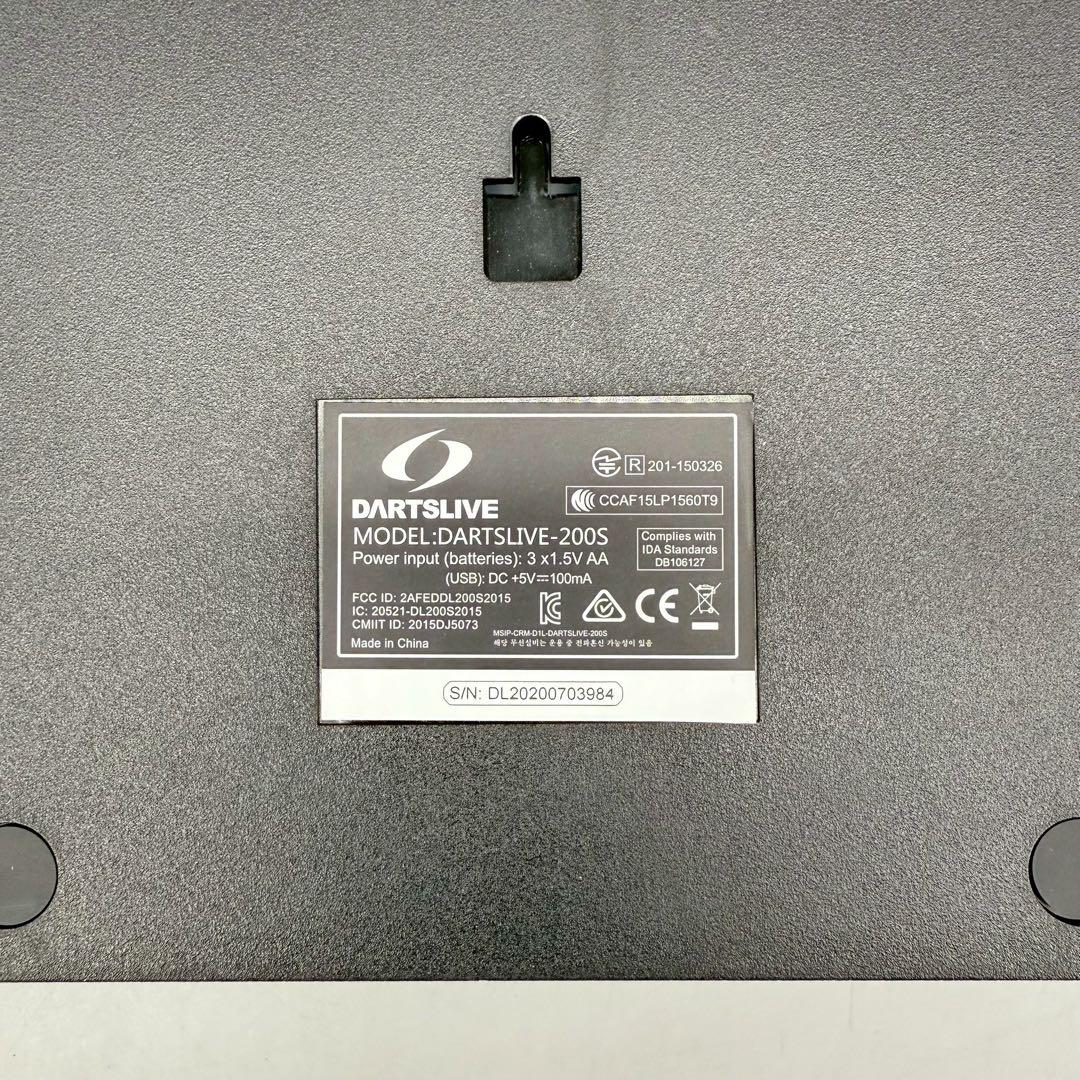 DARTSLIVE
R 201-150326
CCAF15LP1560T9
MODEL:DARTSLIVE-200S
Power input (batteries): 3 x1.5V AA
(USB): DC +5V⎓100mA
Complies with
IDA Standards
DB106127
FCC ID: 2AFEDDL200S2015
IC: 20521-DL200S2015
CMIIT ID: 2015DJ5073
Made in China
CE
MSIP-CRM-D1L-DARTSLIVE-200S
해당 무선설비는 운용 중 전파혼신 가능성이 있음
S/N: DL20200703984